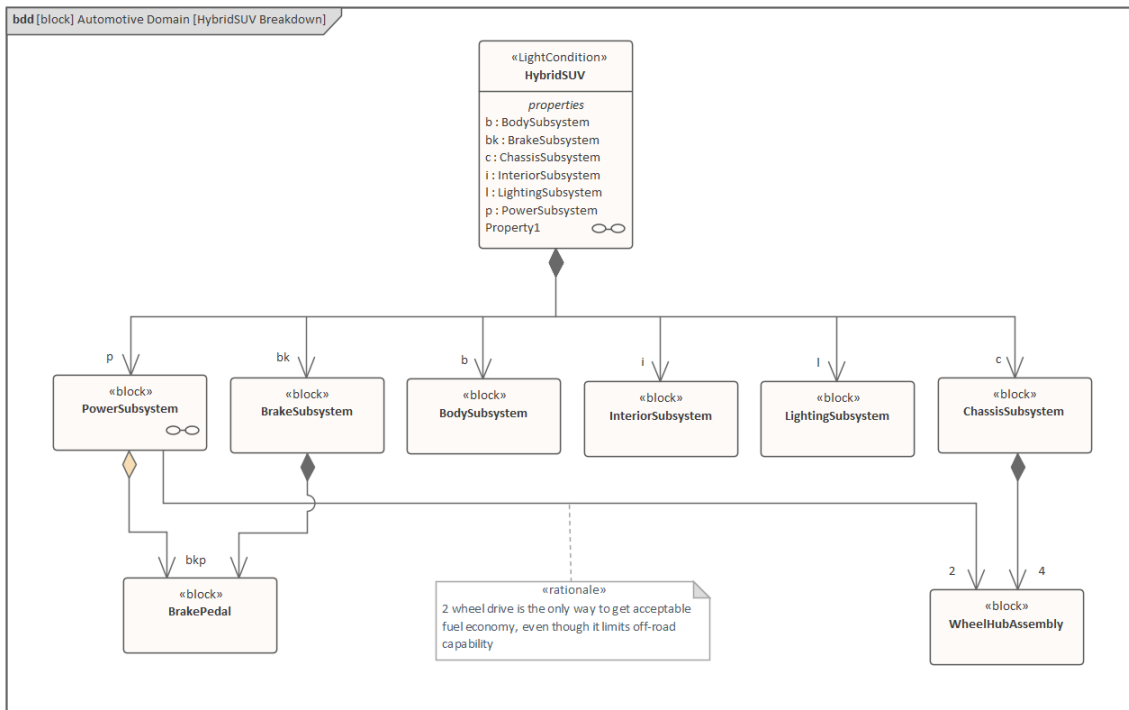 bdd [block] Automotive Domain [HybridSUV Breakdown]
«LightCondition»
HybridSUV
properties
b : BodySubsystem
bk : BrakeSubsystem
c : ChassisSubsystem
i : InteriorSubsystem
l : LightingSubsystem
p : PowerSubsystem
Property1
p
bk
b
i
l
c
«block»
PowerSubsystem
«block»
BrakeSubsystem
«block»
BodySubsystem
«block»
InteriorSubsystem
«block»
LightingSubsystem
«block»
ChassisSubsystem
bkp
2
4
«block»
BrakePedal
«rationale»
2 wheel drive is the only way to get acceptable
fuel economy, even though it limits off-road
capability
«block»
WheelHubAssembly